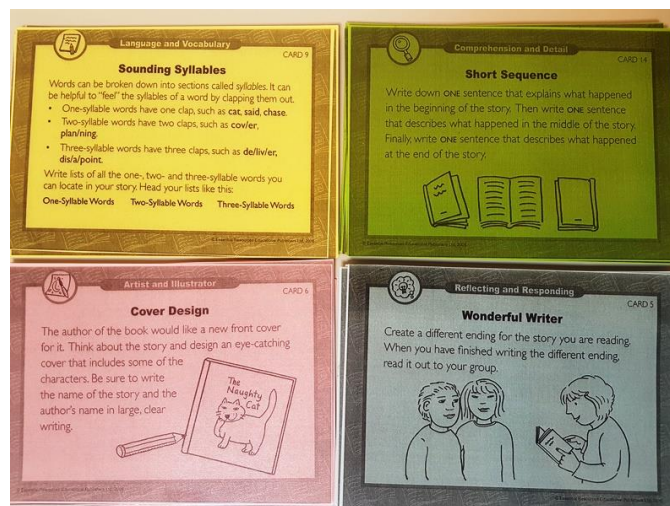 Language and Vocabulary
CARD 9
Sounding Syllables
Words can be broken down into sections called syllables. It can
be helpful to "feel" the syllables of a word by clapping them out.
• One-syllable words have one clap, such as cat, said, chase.
• Two-syllable words have two claps, such as cov/er,
plan/ning.
• Three-syllable words have three claps, such as de/liv/er,
dis/a/point.
Write lists of all the one-, two- and three-syllable words you
can locate in your story. Head your lists like this:
One-Syllable Words Two-Syllable Words Three-Syllable Words
Comprehension and Detail
CARD 14
Short Sequence
Write down ONE sentence that explains what happened
in the beginning of the story. Then write ONE sentence
that describes what happened in the middle of the story.
Finally, write ONE sentence that describes what happened
at the end of the story.
Artist and Illustrator
CARD 6
Cover Design
The author of the book would like a new front cover
for it. Think about the story and design an eye-catching
cover that includes some of the
characters. Be sure to write
the name of the story and the
author's name in large, clear
writing.
The
Naughty
Cat
Reflecting and Responding
CARD 5
Wonderful Writer
Create a different ending for the story you are reading.
When you have finished writing the different ending,
read it out to your group.